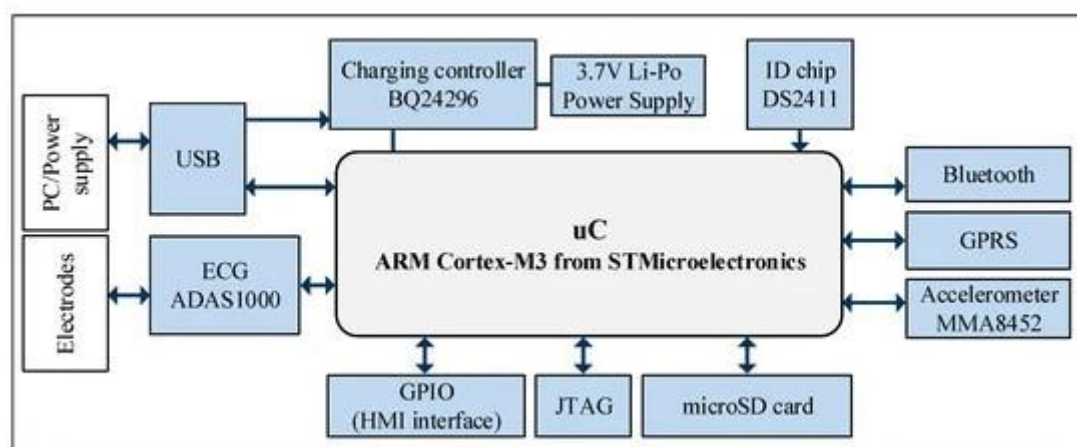 Charging controller
BQ24296
3.7V Li-Po
Power Supply
ID chip
DS2411
PC/Power
supply
USB
Bluetooth
uC
ARM Cortex-M3 from STMicroelectronics
GPRS
Electrodes
ECG
ADAS1000
Accelerometer
MMA8452
GPIO
(HMI interface)
JTAG
microSD card